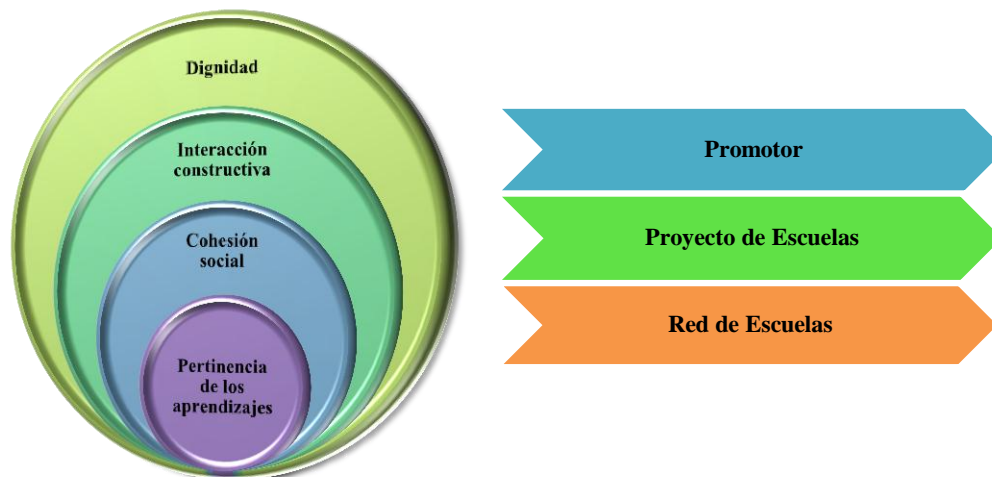 Dignidad
Interacción
constructiva
Cohesión
social
Pertinencia
de los
aprendizajes
Promotor
Proyecto de Escuelas
Red de Escuelas